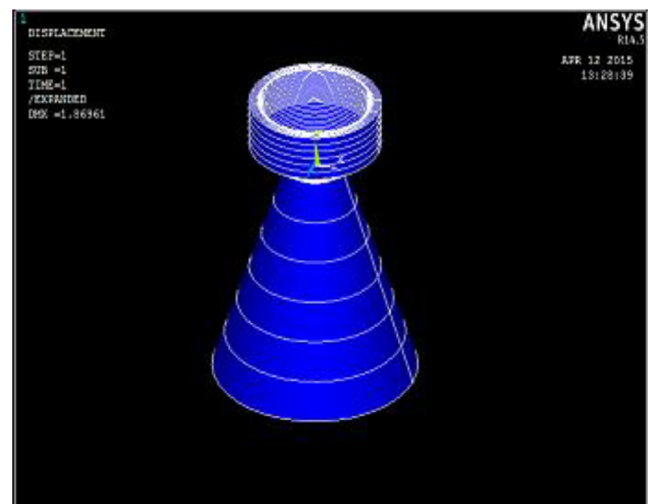 1
DISPLACEMENT
STEP=1
SUB =1
TIME=1
/EXPANDED
DMX =1.86961
ANSYS
R14.5
APR 12 2015
13:28:39